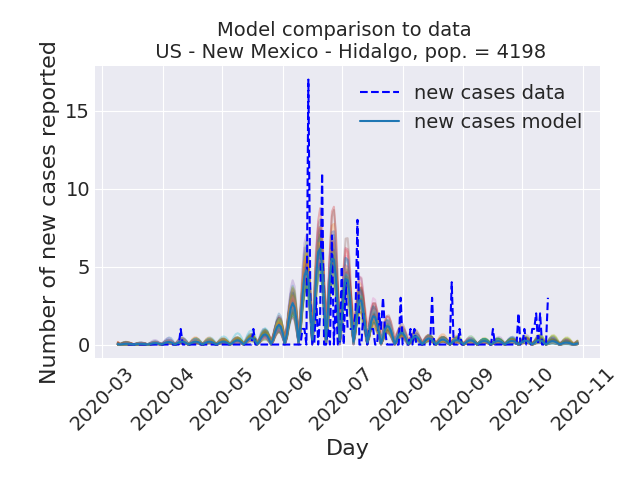 Model comparison to data
US - New Mexico - Hidalgo, pop. = 4198
Number of new cases reported
15
10
5
0
new cases data
new cases model
2020-03
2020-04
2020-05
2020-06
2020-07
2020-08
2020-09
2020-10
2020-11
Day